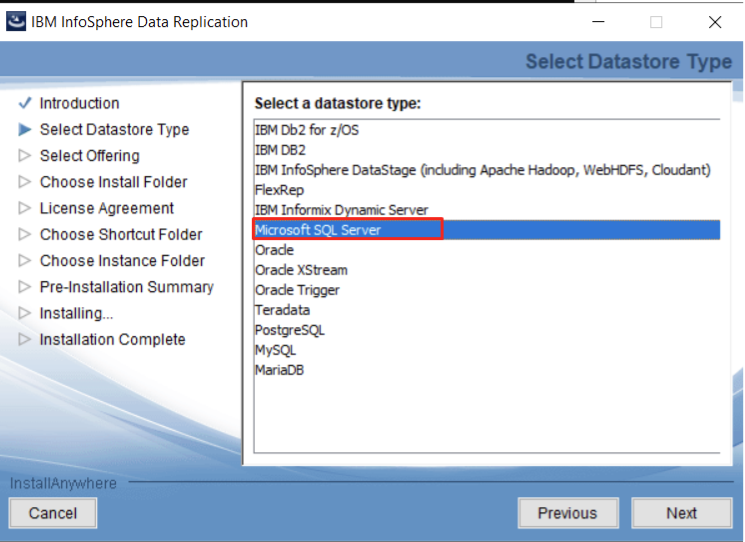 IBM InfoSphere Data Replication
Select Datastore Type
Introduction
Select Datastore Type
Select Offering
Choose Install Folder
License Agreement
Choose Shortcut Folder
Choose Instance Folder
Pre-Installation Summary
Installing...
Installation Complete
Select a datastore type:
IBM Db2 for z/OS
IBM DB2
IBM InfoSphere DataStage (including Apache Hadoop, WebHDFS, Cloudant)
FlexRep
IBM Informix Dynamic Server
Microsoft SQL Server
Oracle
Oracle XStream
Oracle Trigger
Teradata
PostgreSQL
MySQL
MariaDB
InstallAnywhere
Cancel
Previous
Next